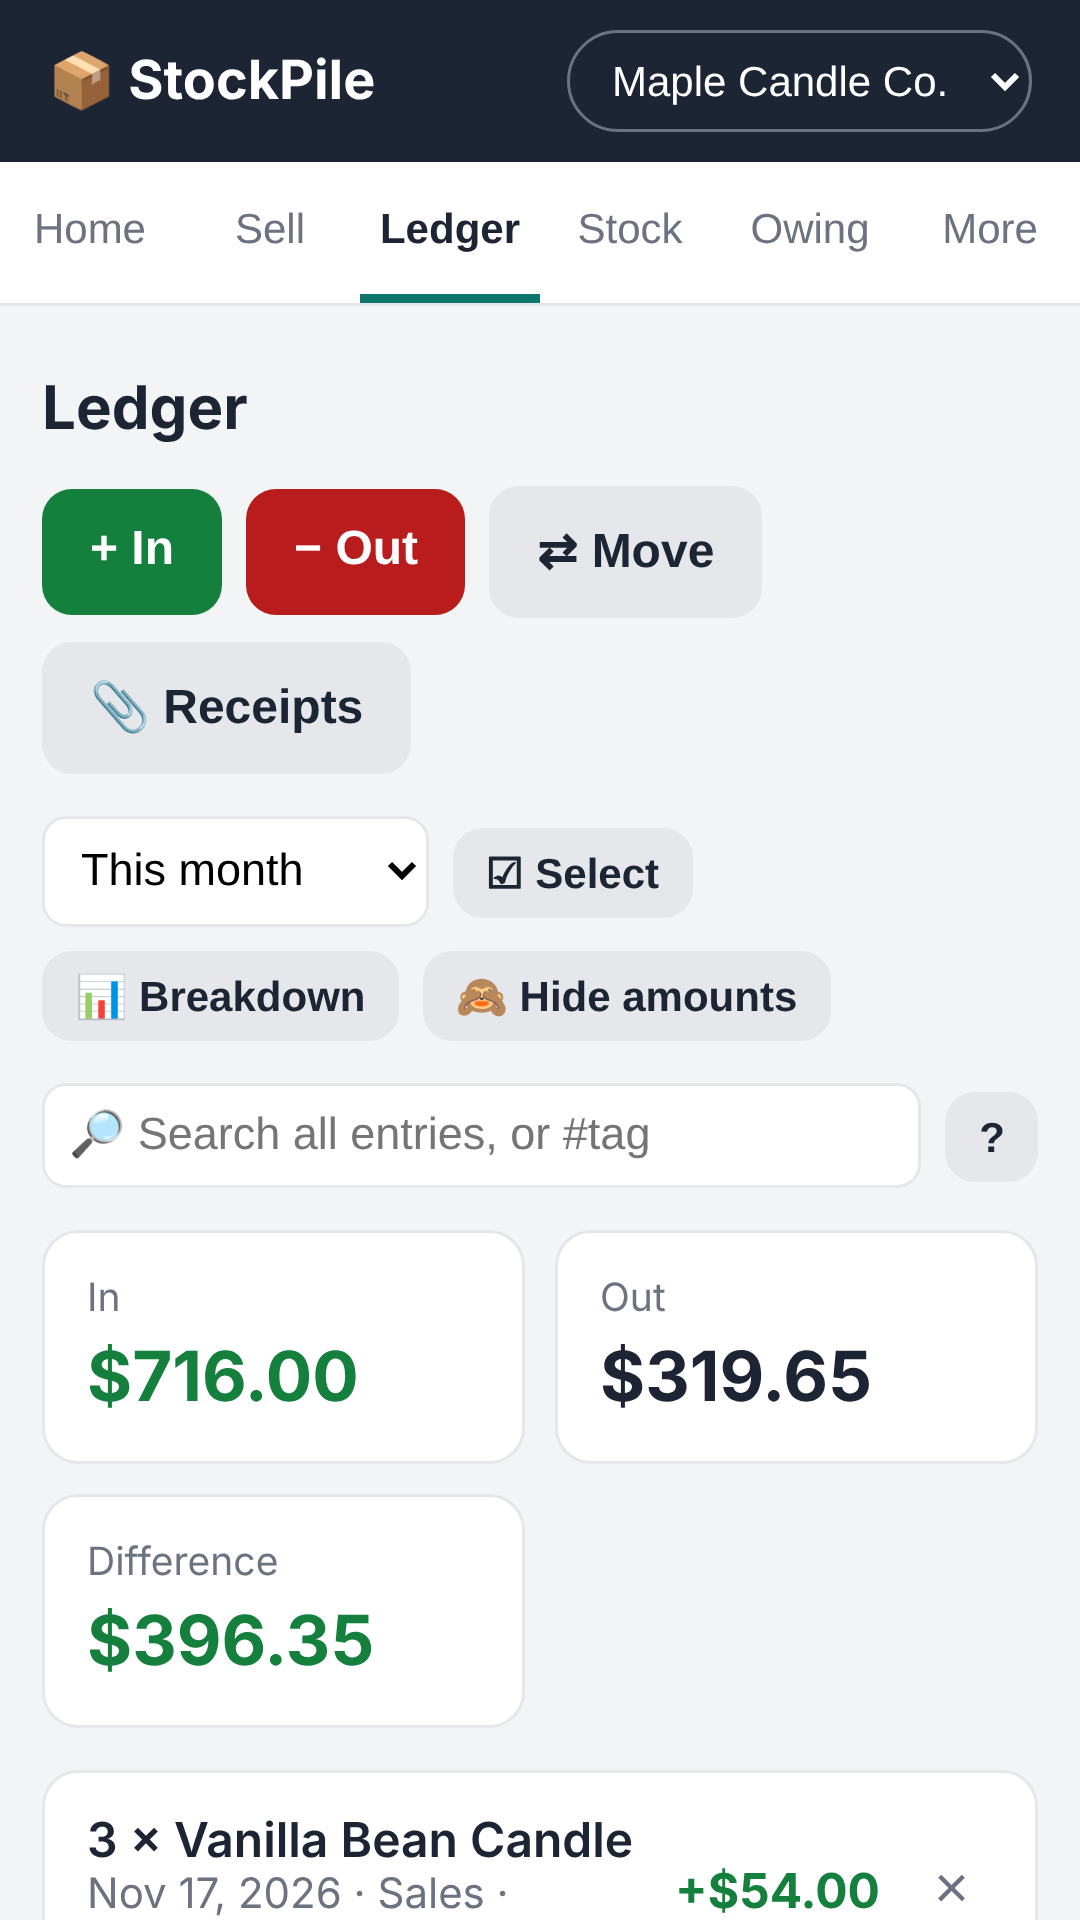 StockPile
Maple Candle Co.
Home Sell Ledger Stock Owing More
Ledger
+ In − Out ⇄ Move
Receipts
This month ☑ Select
Breakdown Hide amounts
Search all entries, or #tag ?
In Out
$716.00 $319.65
Difference
$396.35
3 × Vanilla Bean Candle
Nov 17, 2026 · Sales · +$54.00 ×